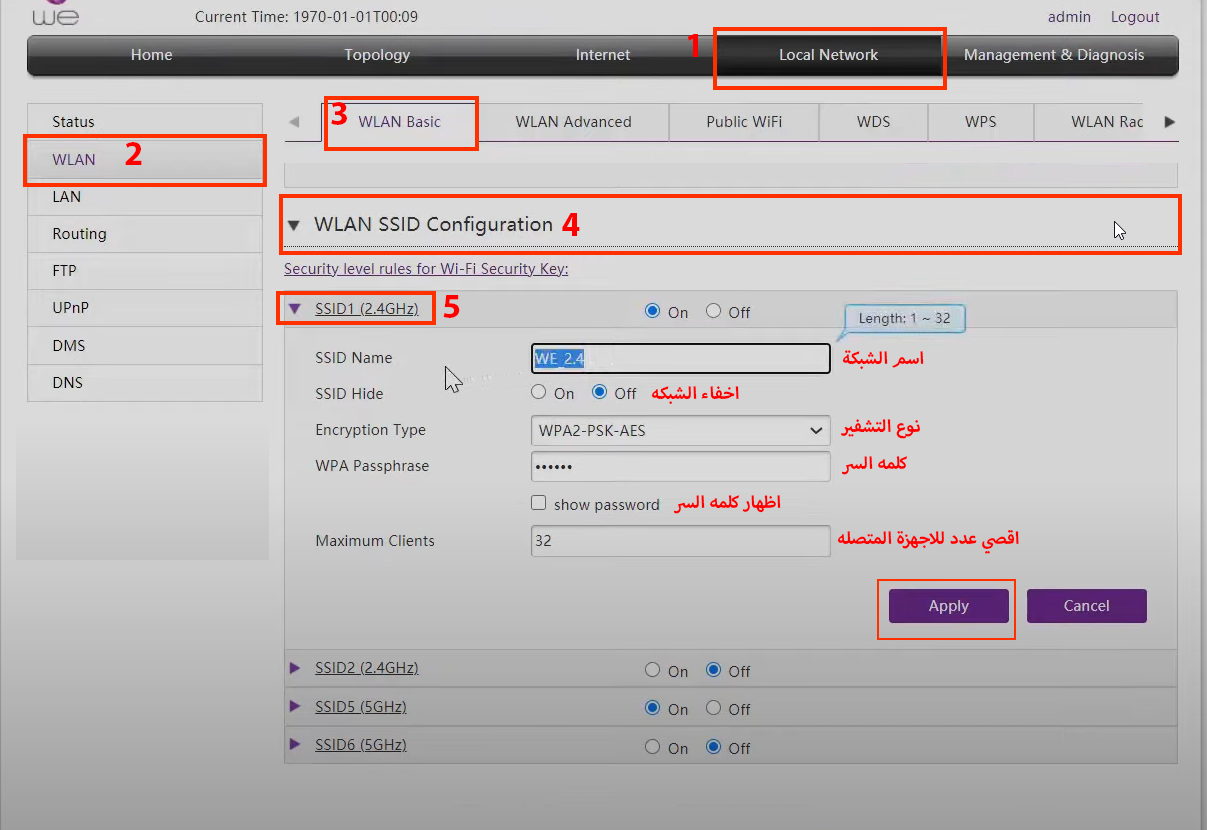 we
Current Time: 1970-01-01T00:09
admin Logout
Home Topology Internet 1 Local Network Management & Diagnosis
Status
WLAN 2
LAN
Routing
FTP
UPnP
DMS
DNS
3 WLAN Basic WLAN Advanced Public WiFi WDS WPS WLAN Rac
WLAN SSID Configuration 4
Security level rules for Wi-Fi Security Key:
SSID1 (2.4GHz) 5 On Off
Length: 1 ~ 32
SSID Name WE_2.4 اسم الشبكة
SSID Hide On Off اخفاء الشبكه
Encryption Type WPA2-PSK-AES نوع التشفير
WPA Passphrase •••••• كلمه السر
show password اظهار كلمه السر
Maximum Clients 32 اقصي عدد للاجهزة المتصله
Apply Cancel
SSID2 (2.4GHz) On Off
SSID5 (5GHz) On Off
SSID6 (5GHz) On Off